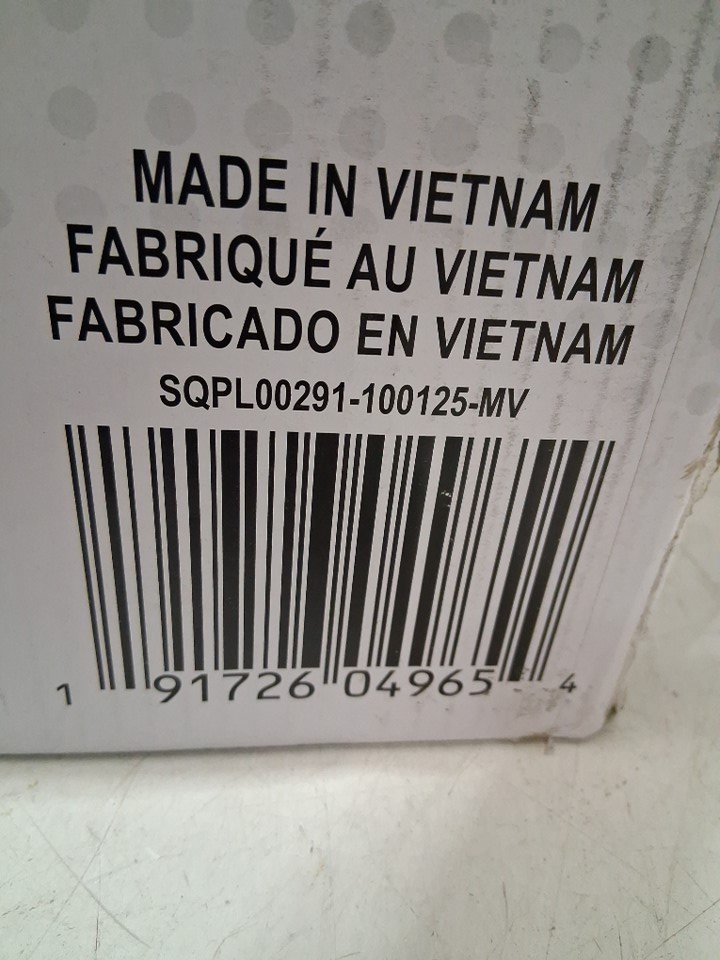 MADE IN VIETNAM
FABRIQUÉ AU VIETNAM
FABRICADO EN VIETNAM
SQPL00291-100125-MV
1 91726 04965 4